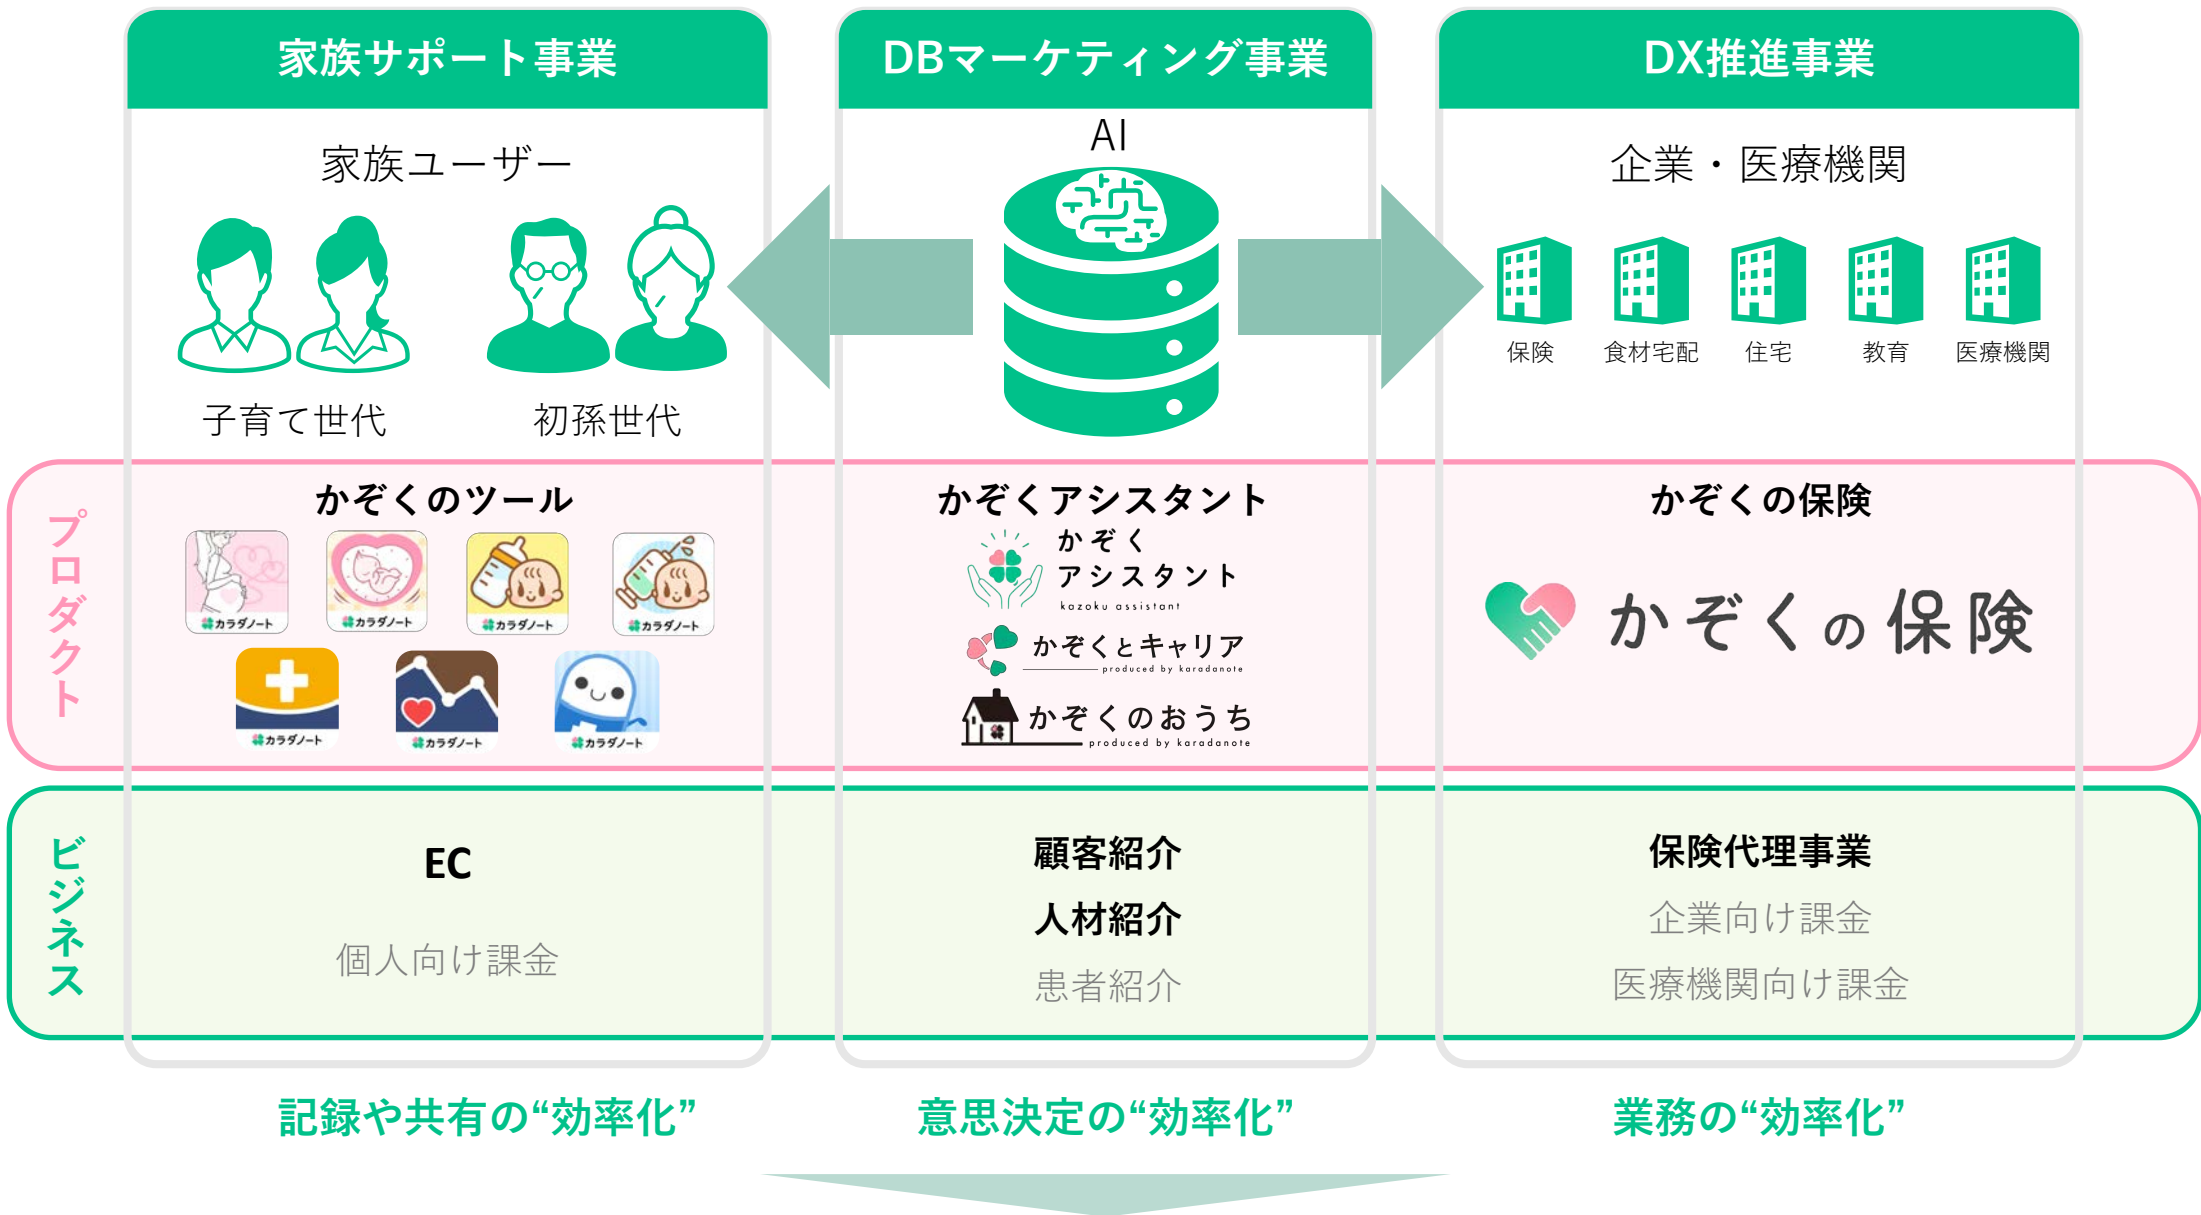 家族サポート事業
DBマーケティング事業
DX推進事業
家族ユーザー
子育て世代
初孫世代
AI
企業・医療機関
保険
食材宅配
住宅
教育
医療機関
プロダクト
かぞくのツール
カラダノート
カラダノート
カラダノート
カラダノート
カラダノート
カラダノート
カラダノート
かぞくアシスタント
かぞく
アシスタント
kazoku assistant
かぞくとキャリア
produced by karadanote
かぞくのおうち
produced by karadanote
かぞくの保険
かぞくの保険
ビジネス
EC
個人向け課金
顧客紹介
人材紹介
患者紹介
保険代理事業
企業向け課金
医療機関向け課金
記録や共有の“効率化”
意思決定の“効率化”
業務の“効率化”